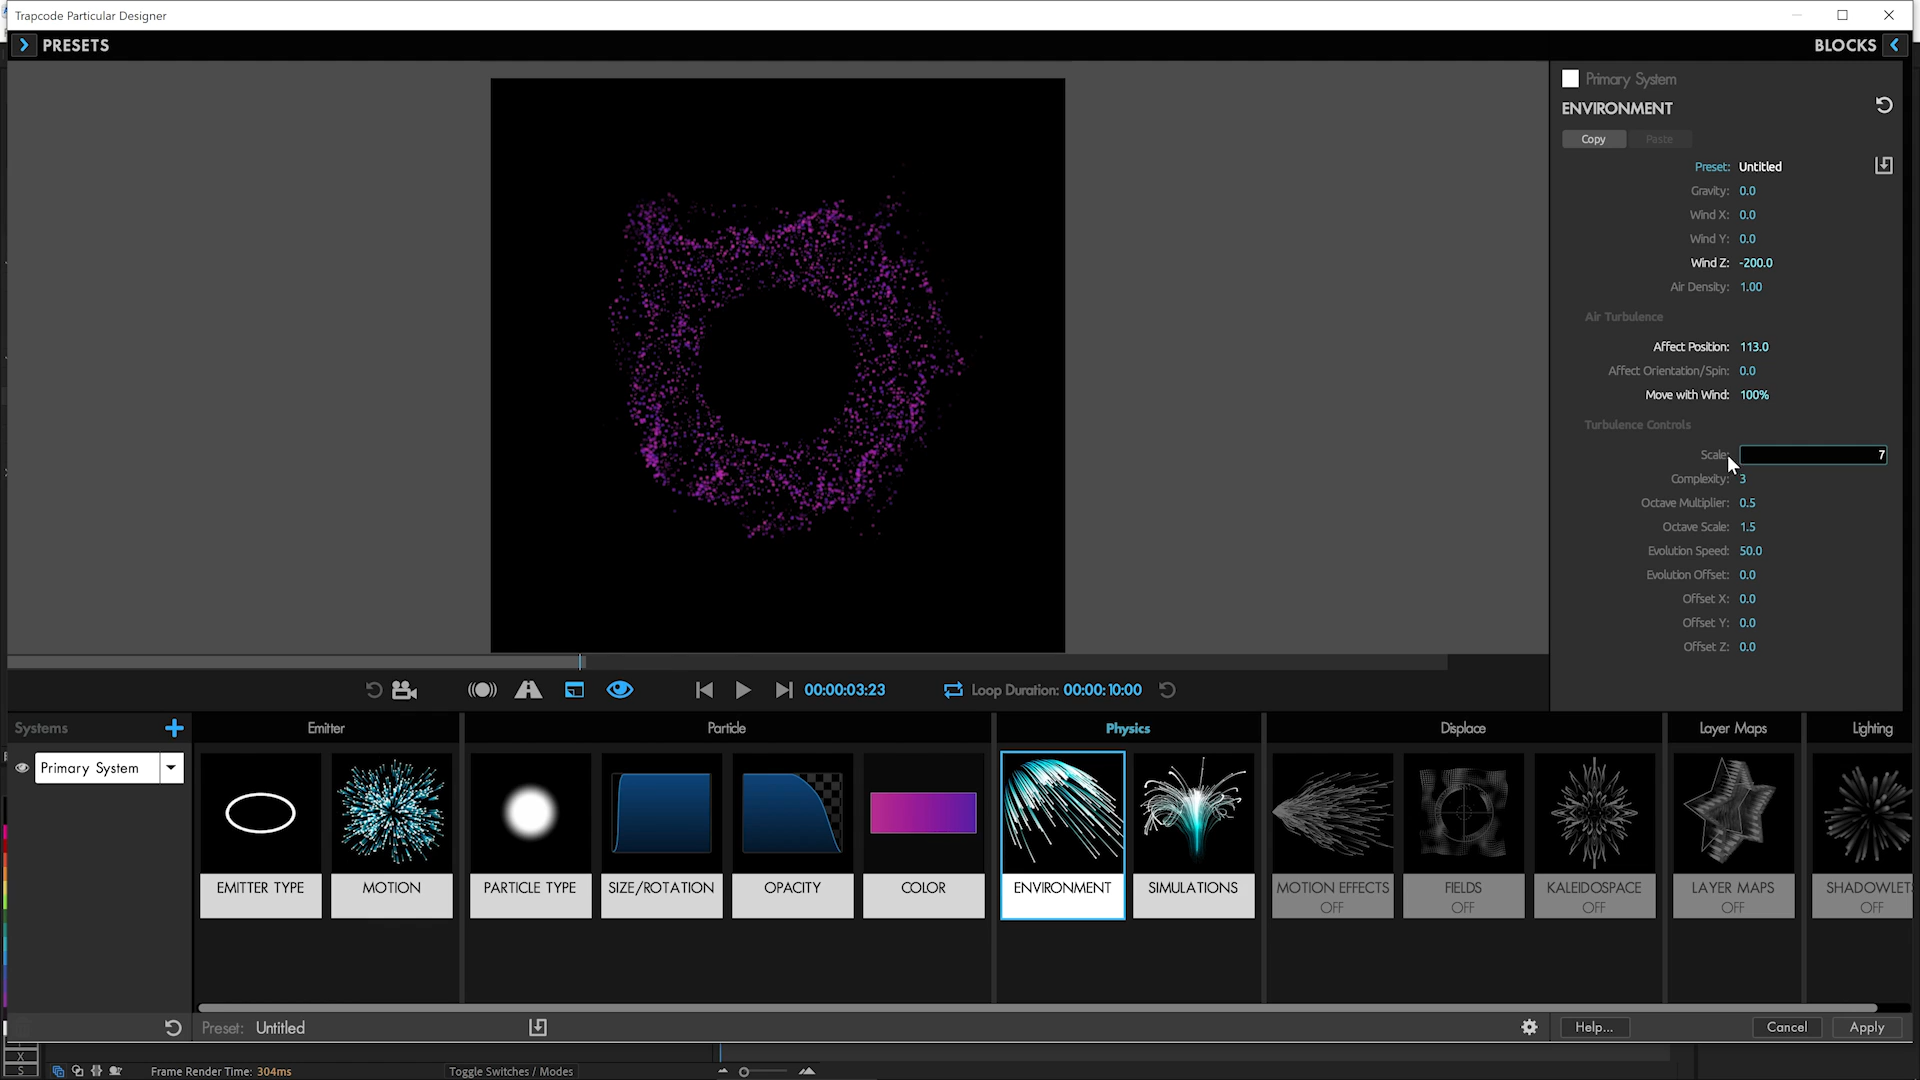 Trapcode Particular Designer
PRESETS
BLOCKS
Primary System
ENVIRONMENT
Copy
Paste
Preset: Untitled
Gravity: 0.0
Wind X: 0.0
Wind Y: 0.0
Wind Z: -200.0
Air Density: 1.00
Air Turbulence
Affect Position: 113.0
Affect Orientation/Spin: 0.0
Move with Wind: 100%
Turbulence Controls
Scale: 7
Complexity: 3
Octave Multiplier: 0.5
Octave Scale: 1.5
Evolution Speed: 50.0
Evolution Offset: 0.0
Offset X: 0.0
Offset Y: 0.0
Offset Z: 0.0
00:00:03:23
Loop Duration: 00:00:10:00
Systems
Emitter
Particle
Physics
Displace
Layer Maps
Lighting
Primary System
EMITTER TYPE
MOTION
PARTICLE TYPE
SIZE/ROTATION
OPACITY
COLOR
ENVIRONMENT
SIMULATIONS
MOTION EFFECTS
OFF
FIELDS
OFF
KALEIDOSPACE
OFF
LAYER MAPS
OFF
SHADOWLET
OFF
Preset: Untitled
Help...
Cancel
Apply
X
S
Frame Render Time: 304ms
Toggle Switches / Modes